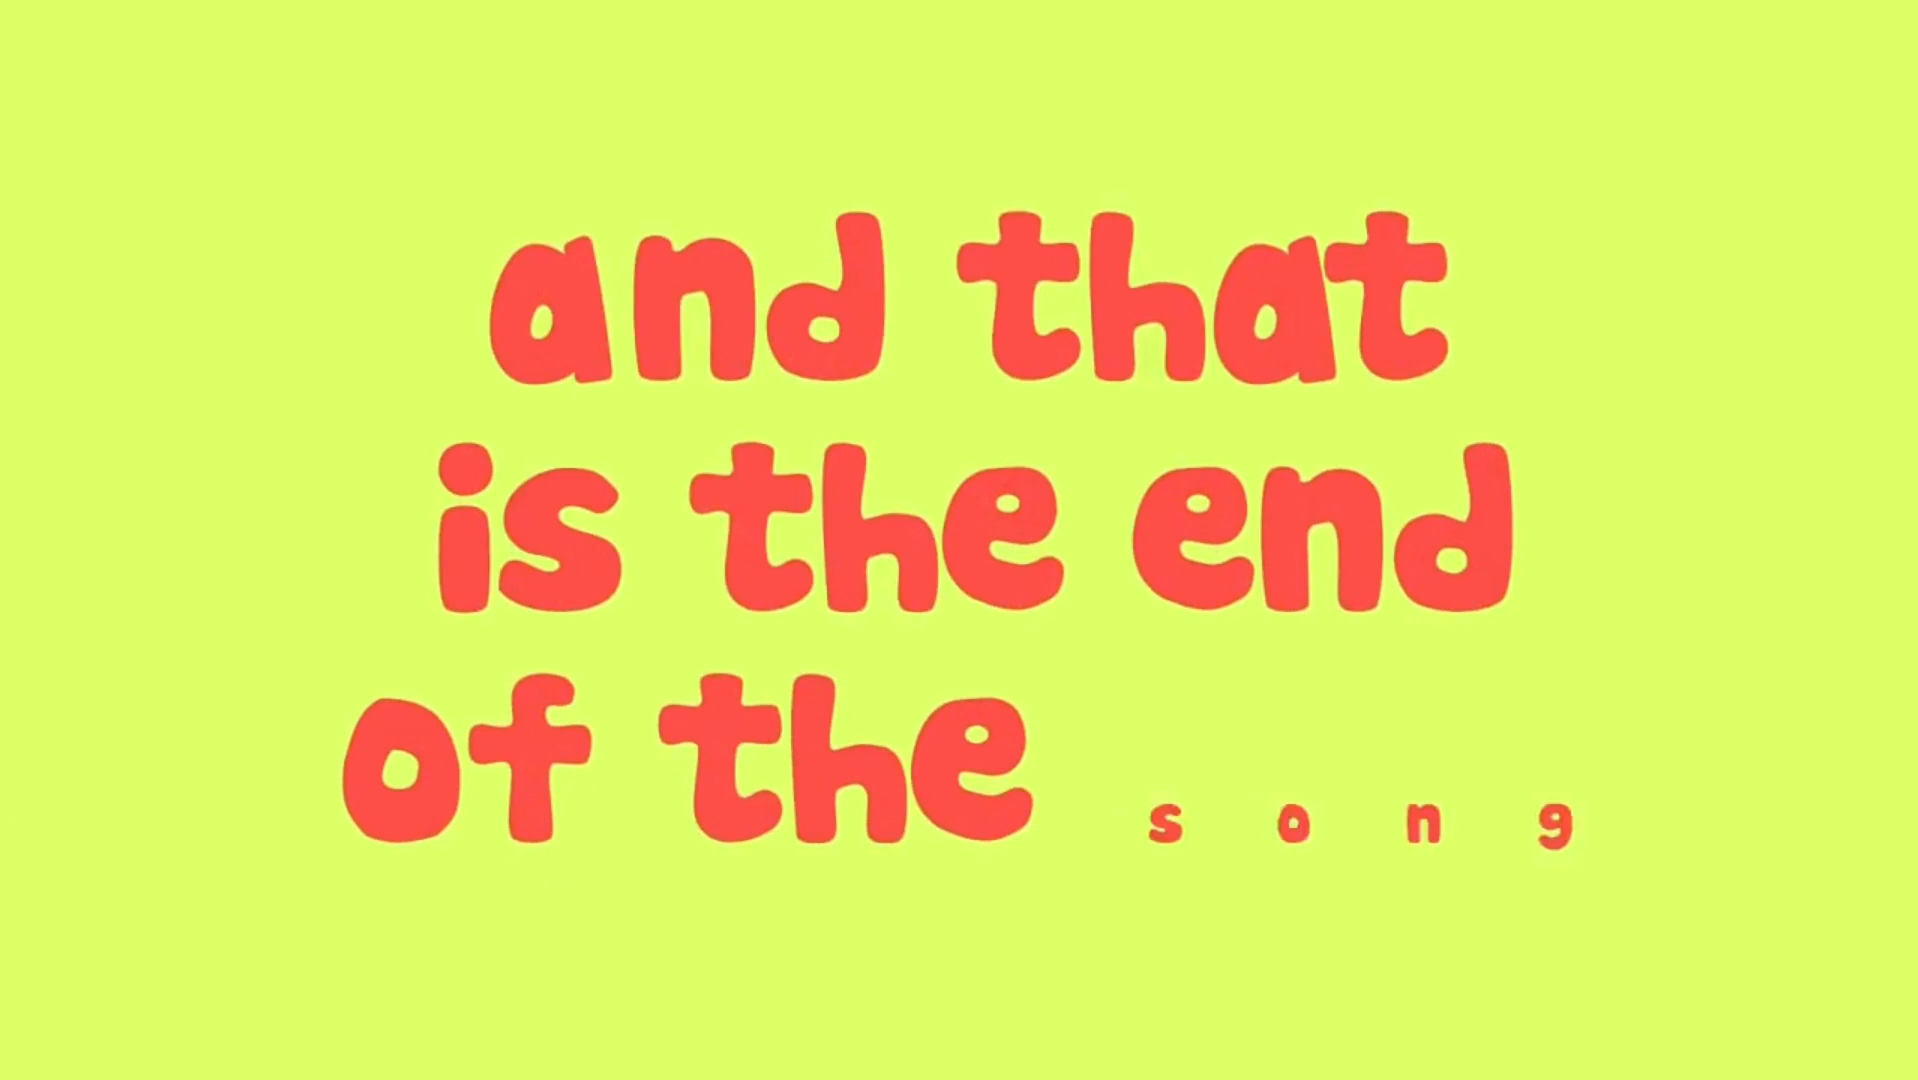 and that
is the end
of the s o n g